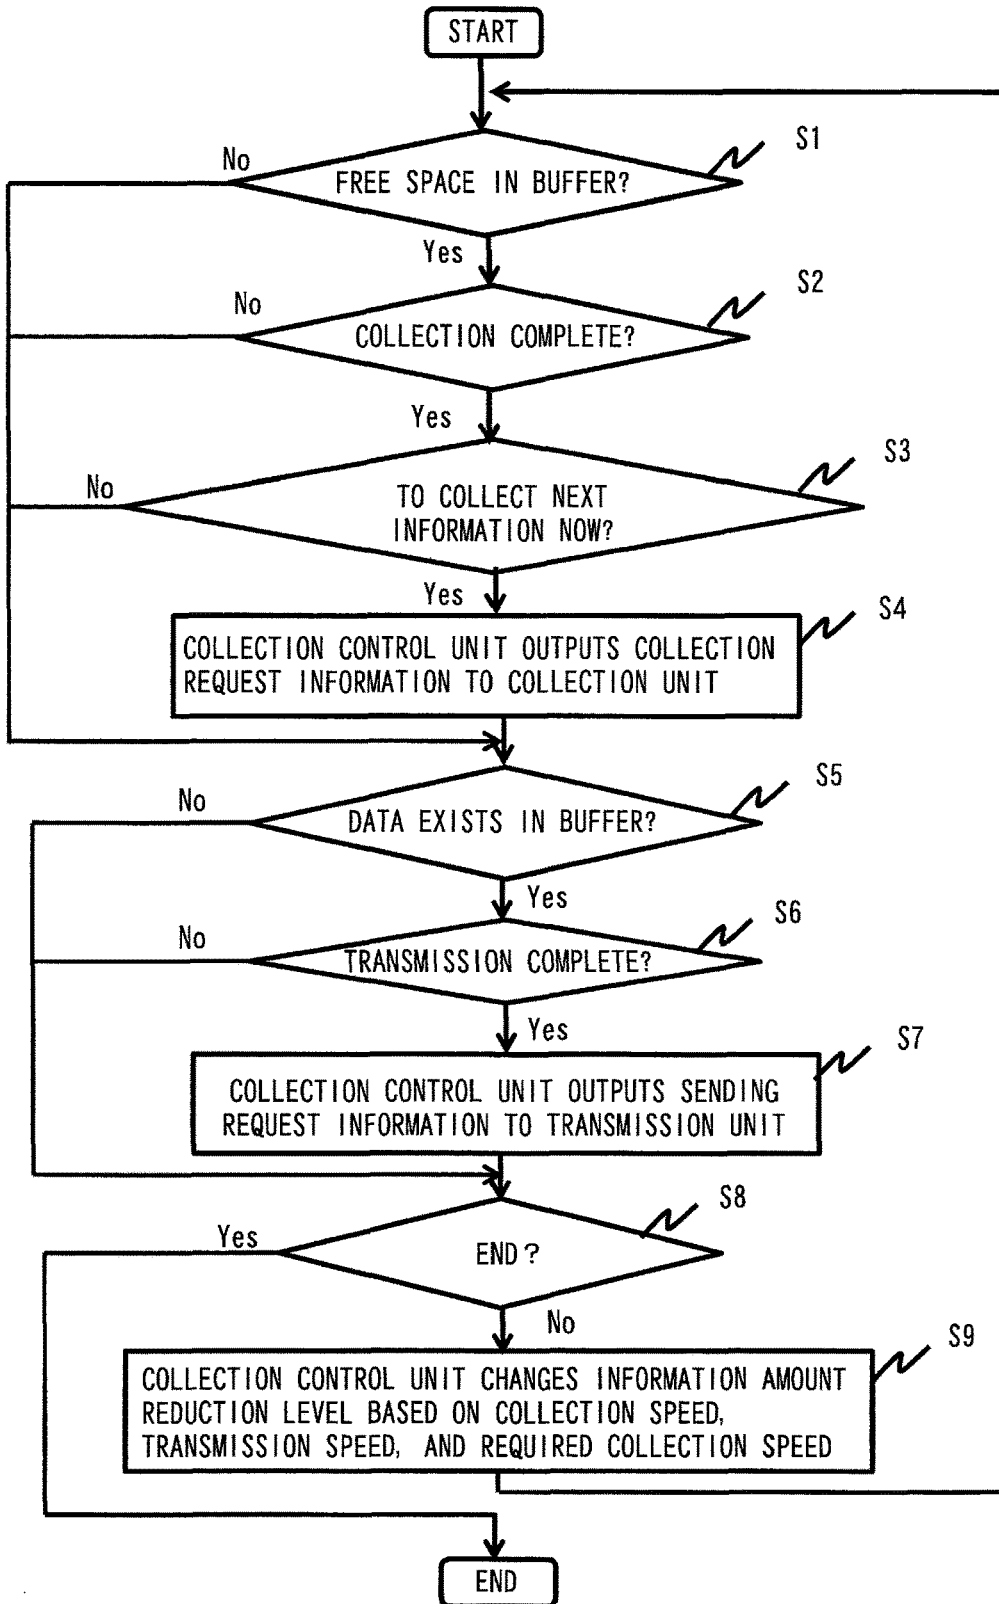 START
S1
No
FREE SPACE IN BUFFER?
Yes
S2
No
COLLECTION COMPLETE?
Yes
S3
No
TO COLLECT NEXT
INFORMATION NOW?
Yes
S4
COLLECTION CONTROL UNIT OUTPUTS COLLECTION
REQUEST INFORMATION TO COLLECTION UNIT
S5
No
DATA EXISTS IN BUFFER?
Yes
S6
No
TRANSMISSION COMPLETE?
Yes
S7
COLLECTION CONTROL UNIT OUTPUTS SENDING
REQUEST INFORMATION TO TRANSMISSION UNIT
S8
Yes
END?
No
S9
COLLECTION CONTROL UNIT CHANGES INFORMATION AMOUNT
REDUCTION LEVEL BASED ON COLLECTION SPEED,
TRANSMISSION SPEED, AND REQUIRED COLLECTION SPEED
END